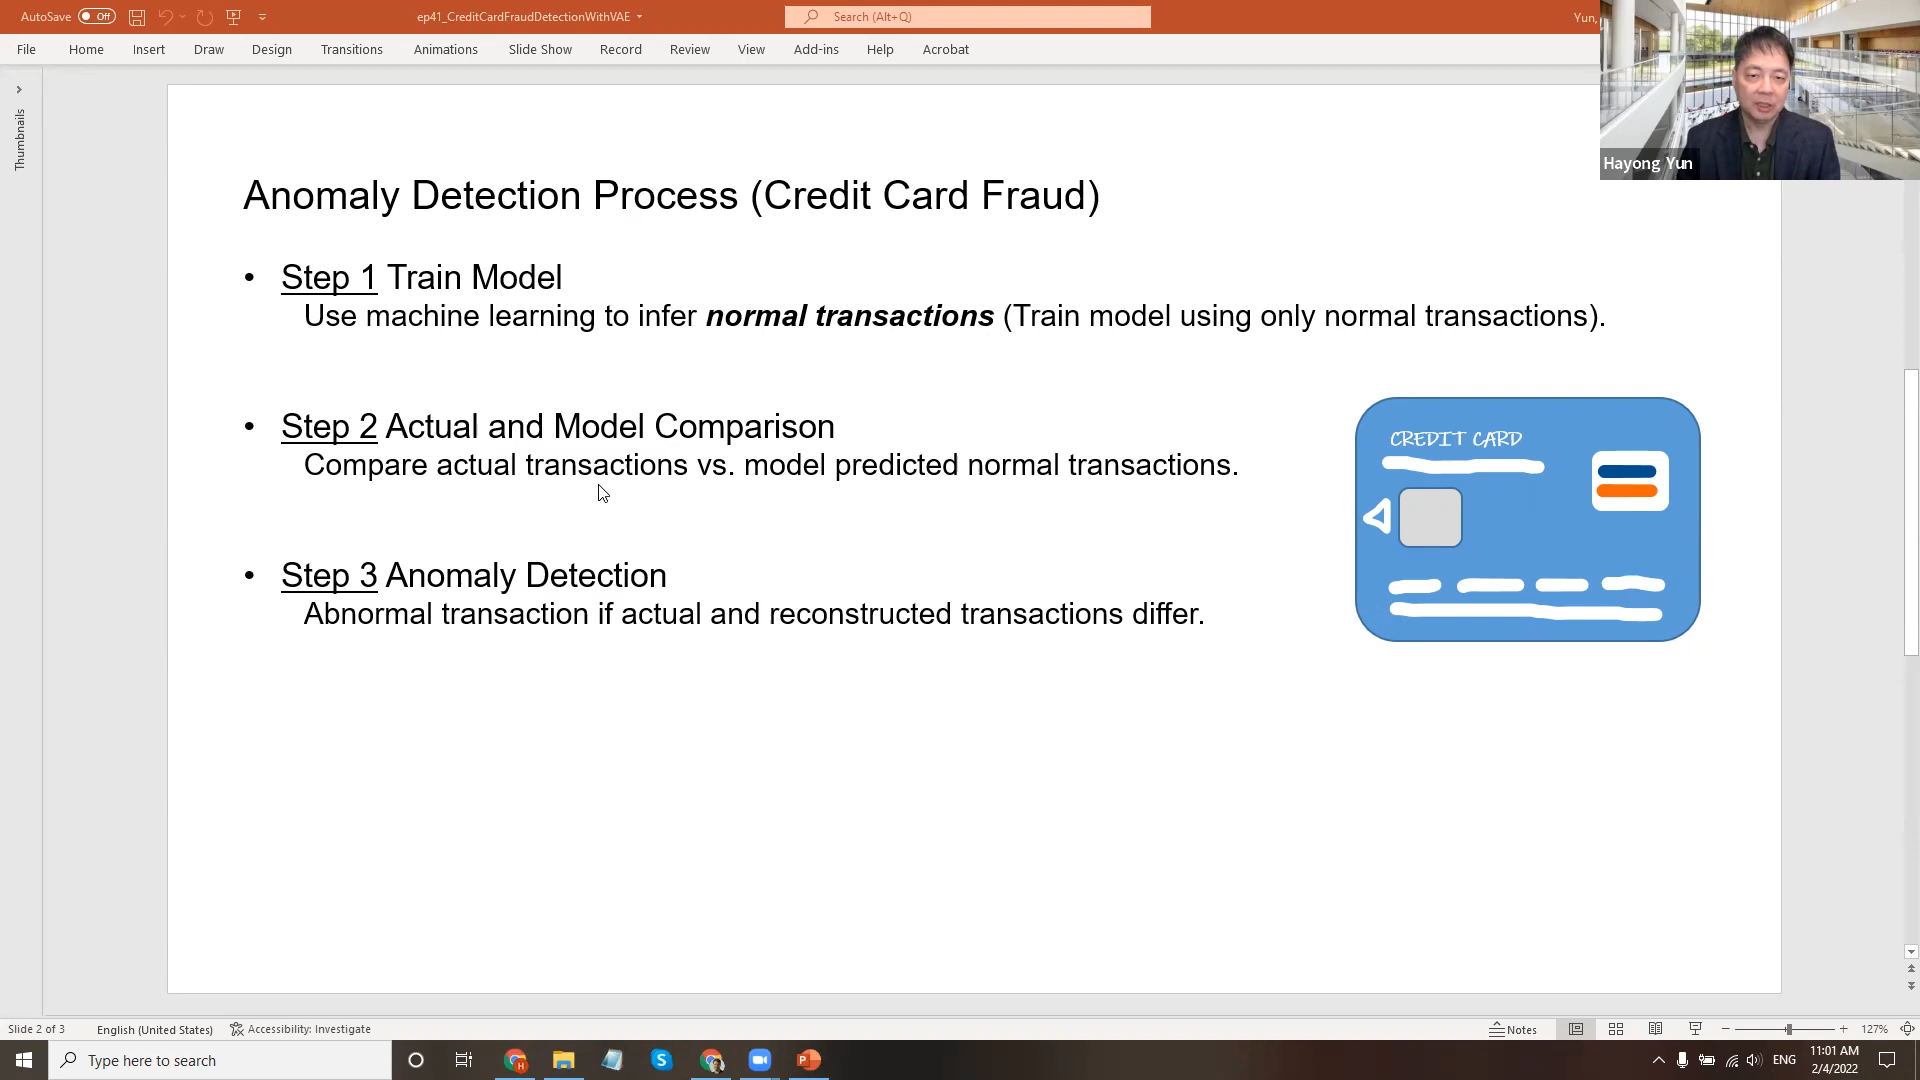 AutoSave Off
ep41_CreditCardFraudDetectionWithVAE
Search (Alt+Q)
Yun,
File Home Insert Draw Design Transitions Animations Slide Show Record Review View Add-ins Help Acrobat
Hayong Yun
Thumbnails
Anomaly Detection Process (Credit Card Fraud)
• Step 1 Train Model
Use machine learning to infer normal transactions (Train model using only normal transactions).
• Step 2 Actual and Model Comparison
Compare actual transactions vs. model predicted normal transactions.
• Step 3 Anomaly Detection
Abnormal transaction if actual and reconstructed transactions differ.
CREDIT CARD
Slide 2 of 3 English (United States) Accessibility: Investigate Notes 127%
Type here to search
ENG
11:01 AM
2/4/2022